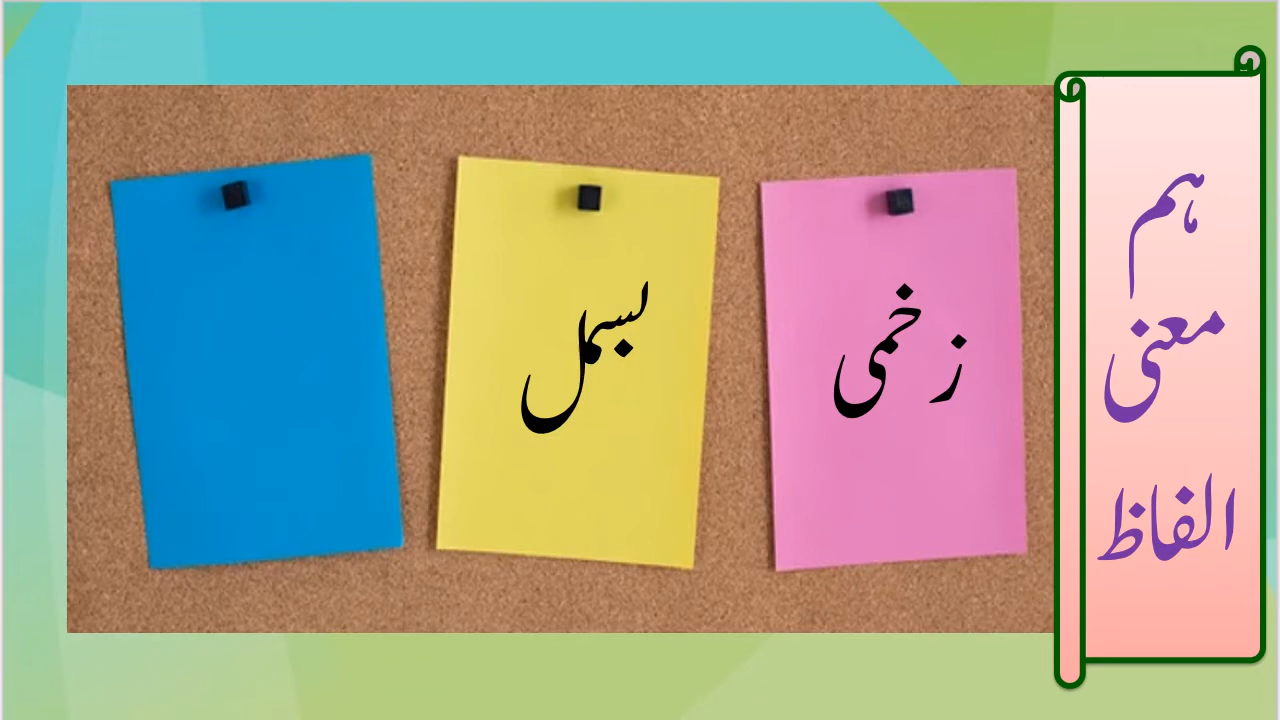 ہم
معنی
الفاظ
زخمی
بسمل